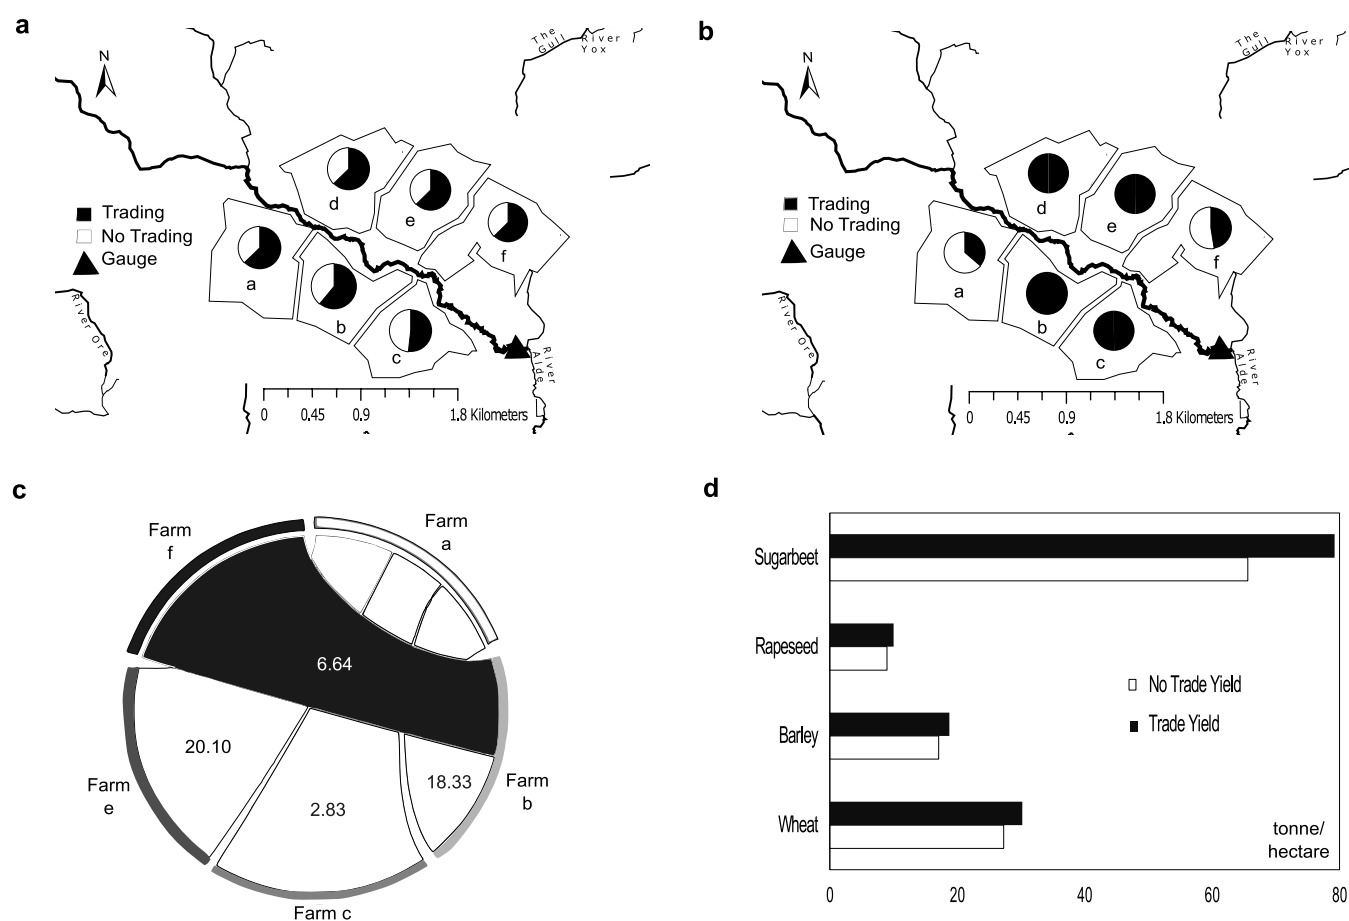 a
The
Gull
River
Yox
N
d
e
f
a
b
c
Trading
No Trading
Gauge
River Ore
River
Alde
0
0.45
0.9
1.8 Kilometers
b
The
Gull
River
Yox
N
d
e
f
a
b
c
Trading
No Trading
Gauge
River Ore
River
Alde
0
0.45
0.9
1.8 Kilometers
c
Farm
f
Farm
a
6.64
20.10
2.83
18.33
Farm
e
Farm
b
Farm c
d
Sugarbeet
Rapeseed
Barley
Wheat
No Trade Yield
Trade Yield
tonne/
hectare
0
20
40
60
80